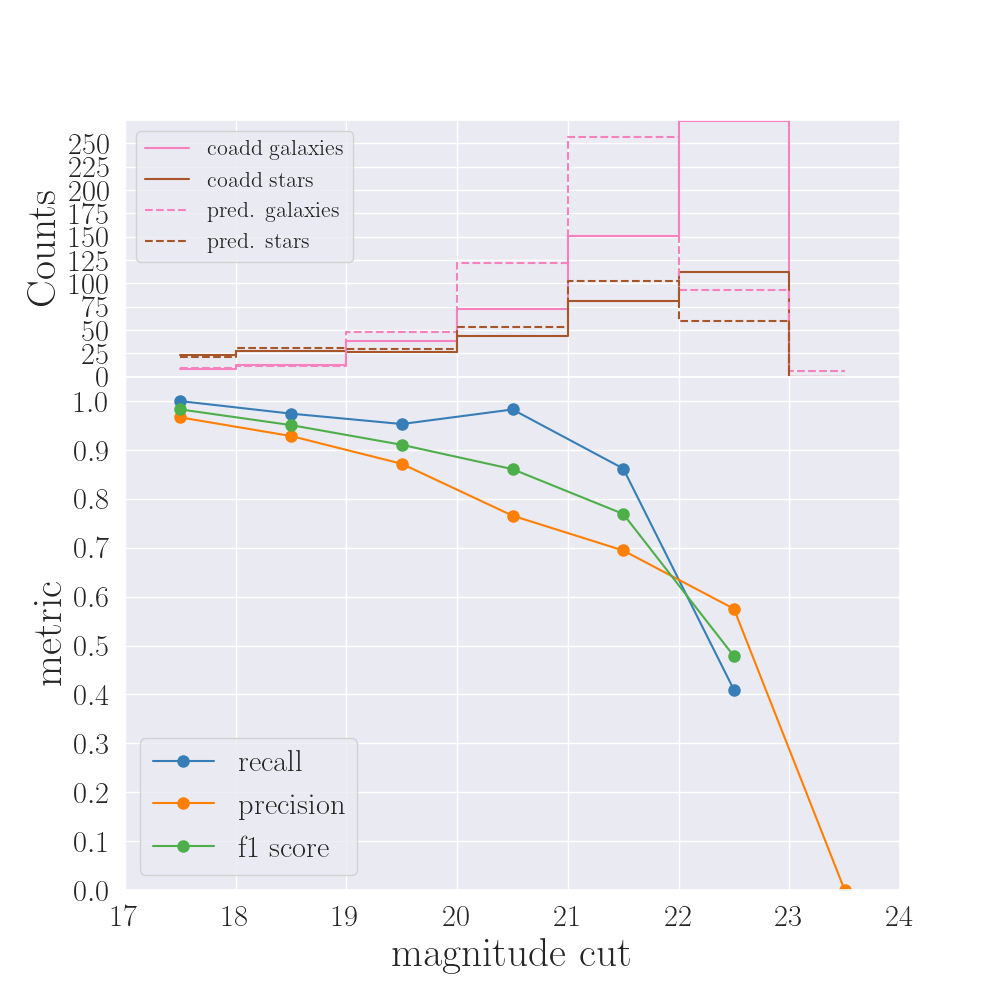 Counts
250
225
200
175
150
125
100
75
50
25
0
coadd galaxies
coadd stars
pred. galaxies
pred. stars
metric
1.0
0.9
0.8
0.7
0.6
0.5
0.4
0.3
0.2
0.1
0.0
recall
precision
f1 score
17 18 19 20 21 22 23 24
magnitude cut